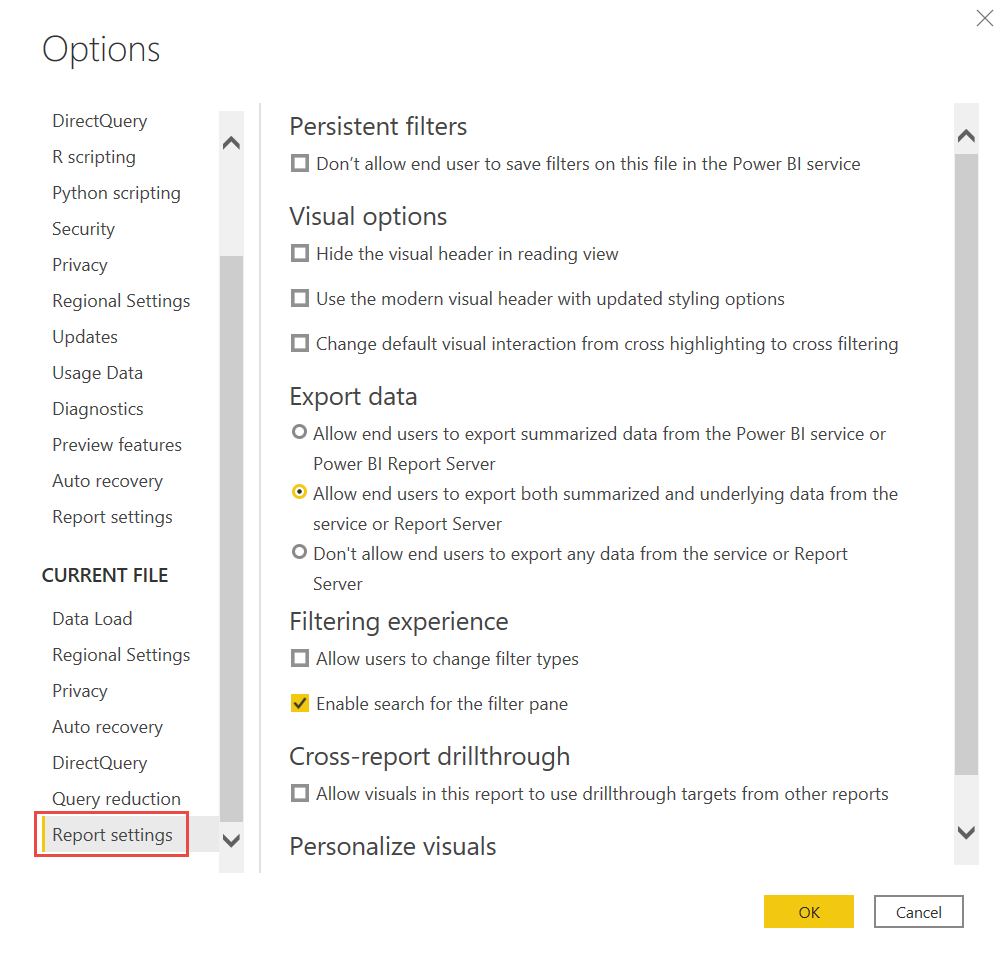 Options
DirectQuery
R scripting
Python scripting
Security
Privacy
Regional Settings
Updates
Usage Data
Diagnostics
Preview features
Auto recovery
Report settings
CURRENT FILE
Data Load
Regional Settings
Privacy
Auto recovery
DirectQuery
Query reduction
Report settings
Persistent filters
Don’t allow end user to save filters on this file in the Power BI service
Visual options
Hide the visual header in reading view
Use the modern visual header with updated styling options
Change default visual interaction from cross highlighting to cross filtering
Export data
Allow end users to export summarized data from the Power BI service or
Power BI Report Server
Allow end users to export both summarized and underlying data from the
service or Report Server
Don't allow end users to export any data from the service or Report
Server
Filtering experience
Allow users to change filter types
Enable search for the filter pane
Cross-report drillthrough
Allow visuals in this report to use drillthrough targets from other reports
Personalize visuals
OK
Cancel